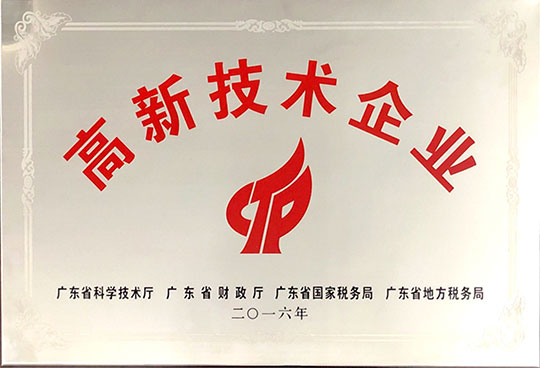 高新技术企业
CTP
广东省科学技术厅 广东省财政厅 广东省国家税务局 广东省地方税务局
二〇一六年